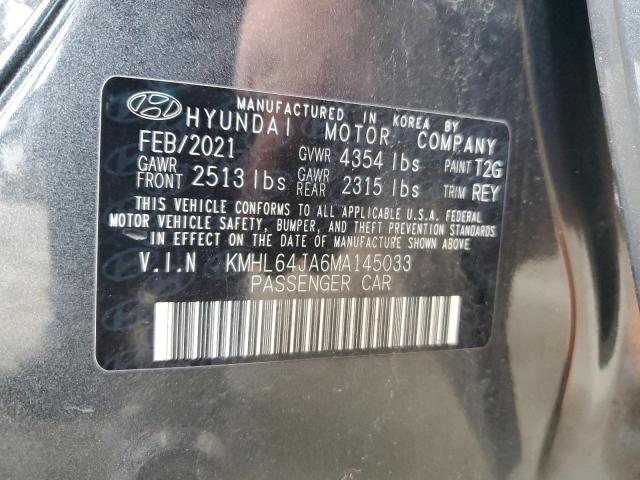 MANUFACTURED IN KOREA BY
HYUNDAI MOTOR COMPANY
FEB/2021 GVWR 4354 lbs PAINT T2G
GAWR FRONT 2513 lbs GAWR REAR 2315 lbs TRIM REY
THIS VEHICLE CONFORMS TO ALL APPLICABLE U.S.A. FEDERAL
MOTOR VEHICLE SAFETY, BUMPER, AND THEFT PREVENTION STANDARDS
IN EFFECT ON THE DATE OF MANUFACTURE SHOWN ABOVE.
V.I.N KMHL64JA6MA145033
PASSENGER CAR